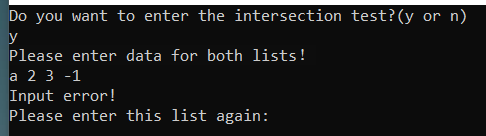 Do you want to enter the intersection test?(y or n)
y
Please enter data for both lists!
a 2 3 -1
Input error!
Please enter this list again: